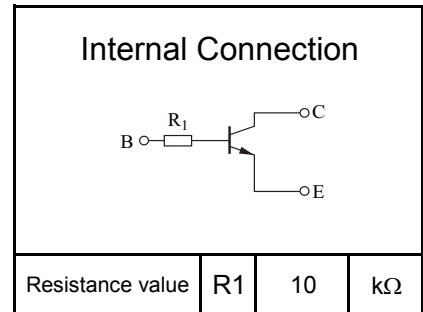 Internal Connection
R1
C
B
E
Resistance value R1 10 kΩ